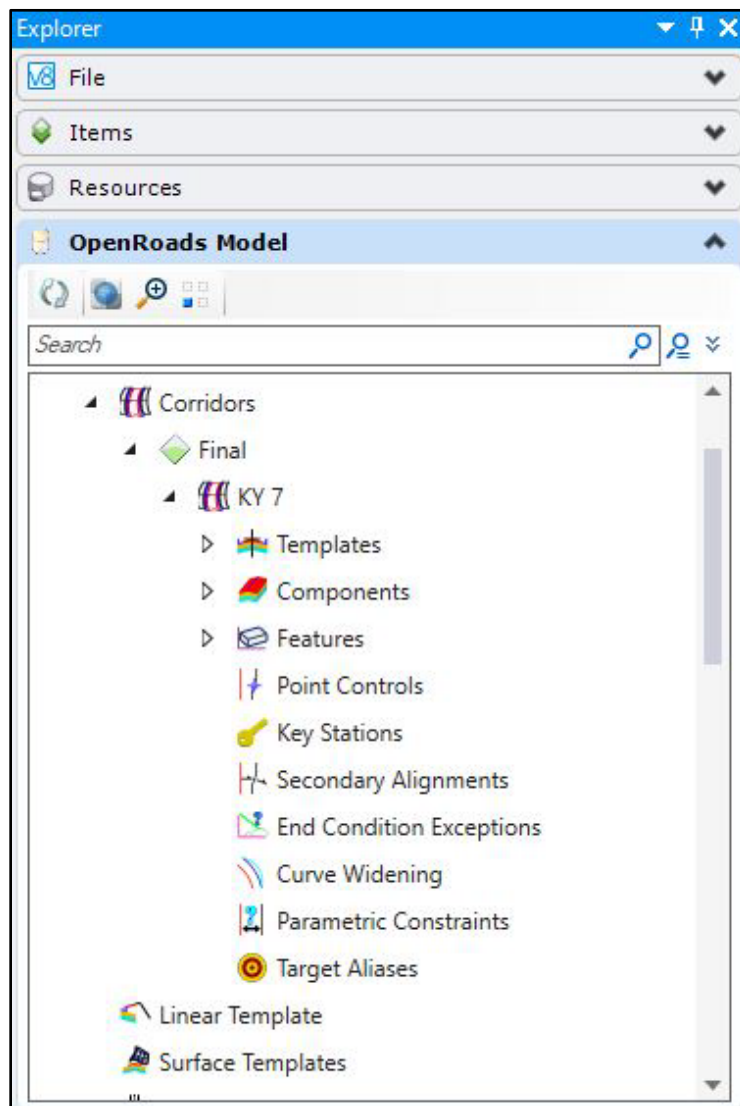 Explorer
V8 File
Items
Resources
OpenRoads Model
Search
Corridors
Final
KY 7
Templates
Components
Features
Point Controls
Key Stations
Secondary Alignments
End Condition Exceptions
Curve Widening
Parametric Constraints
Target Aliases
Linear Template
Surface Templates